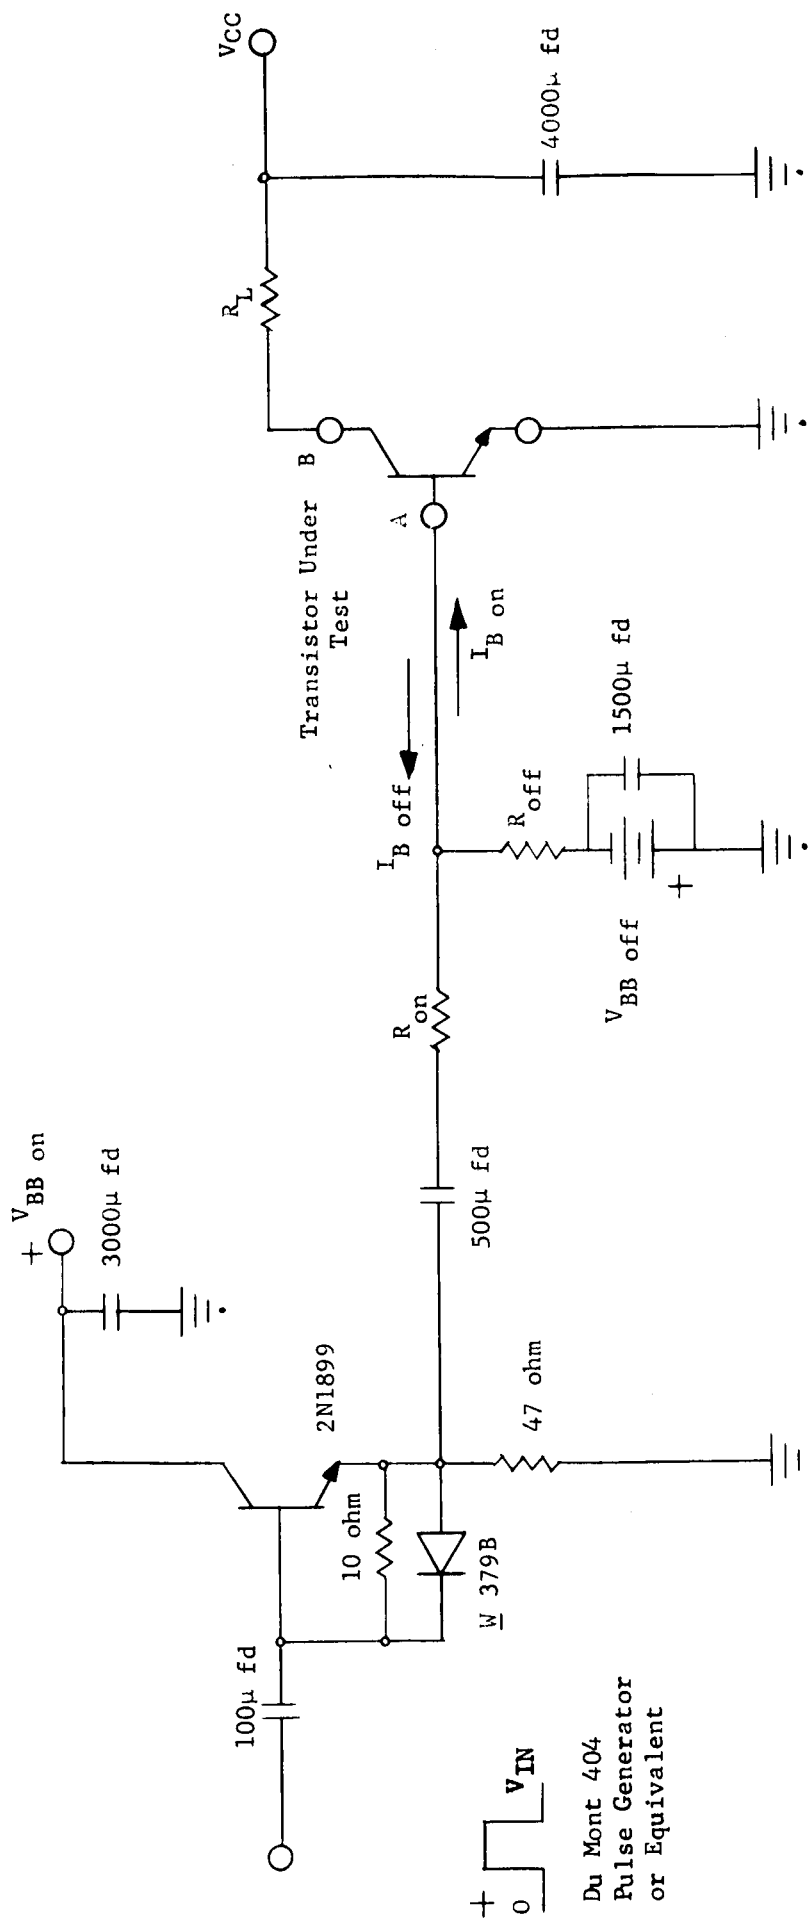 + V_BB on
3000μ fd
2N1899
100μ fd
10 ohm
W 379B
47 ohm
500μ fd
R_on
I_B off
I_B on
R_off
V_BB off
+
1500μ fd
Transistor Under
Test
A
B
R_L
VCC
4000μ fd
+
0
V_IN
Du Mont 404
Pulse Generator
or Equivalent